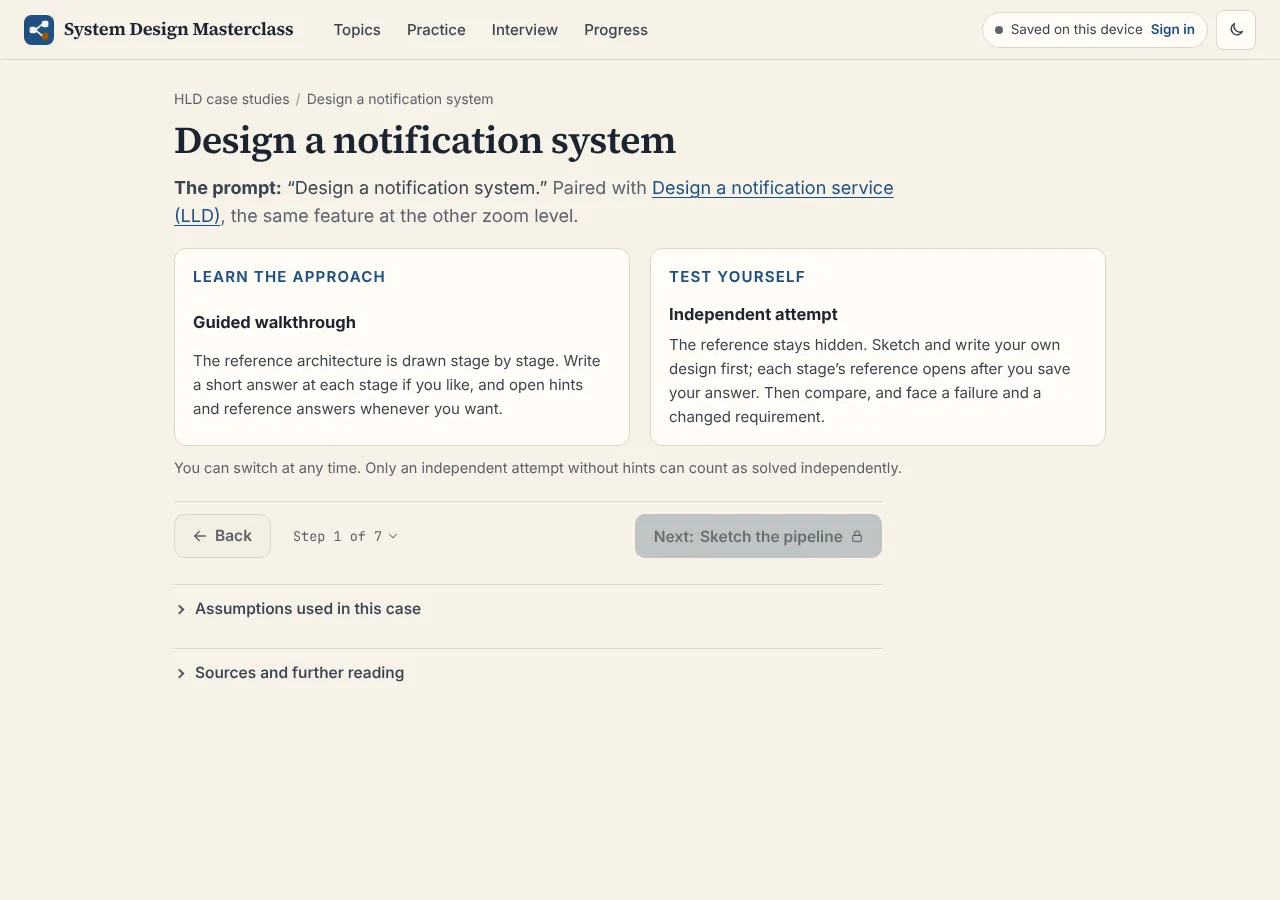 System Design Masterclass
Topics
Practice
Interview
Progress
Saved on this device Sign in
HLD case studies / Design a notification system
Design a notification system
The prompt: “Design a notification system.” Paired with Design a notification service
(LLD), the same feature at the other zoom level.
LEARN THE APPROACH
Guided walkthrough
The reference architecture is drawn stage by stage. Write
a short answer at each stage if you like, and open hints
and reference answers whenever you want.
TEST YOURSELF
Independent attempt
The reference stays hidden. Sketch and write your own
design first; each stage’s reference opens after you save
your answer. Then compare, and face a failure and a
changed requirement.
You can switch at any time. Only an independent attempt without hints can count as solved independently.
Back
Step 1 of 7
Next: Sketch the pipeline
Assumptions used in this case
Sources and further reading